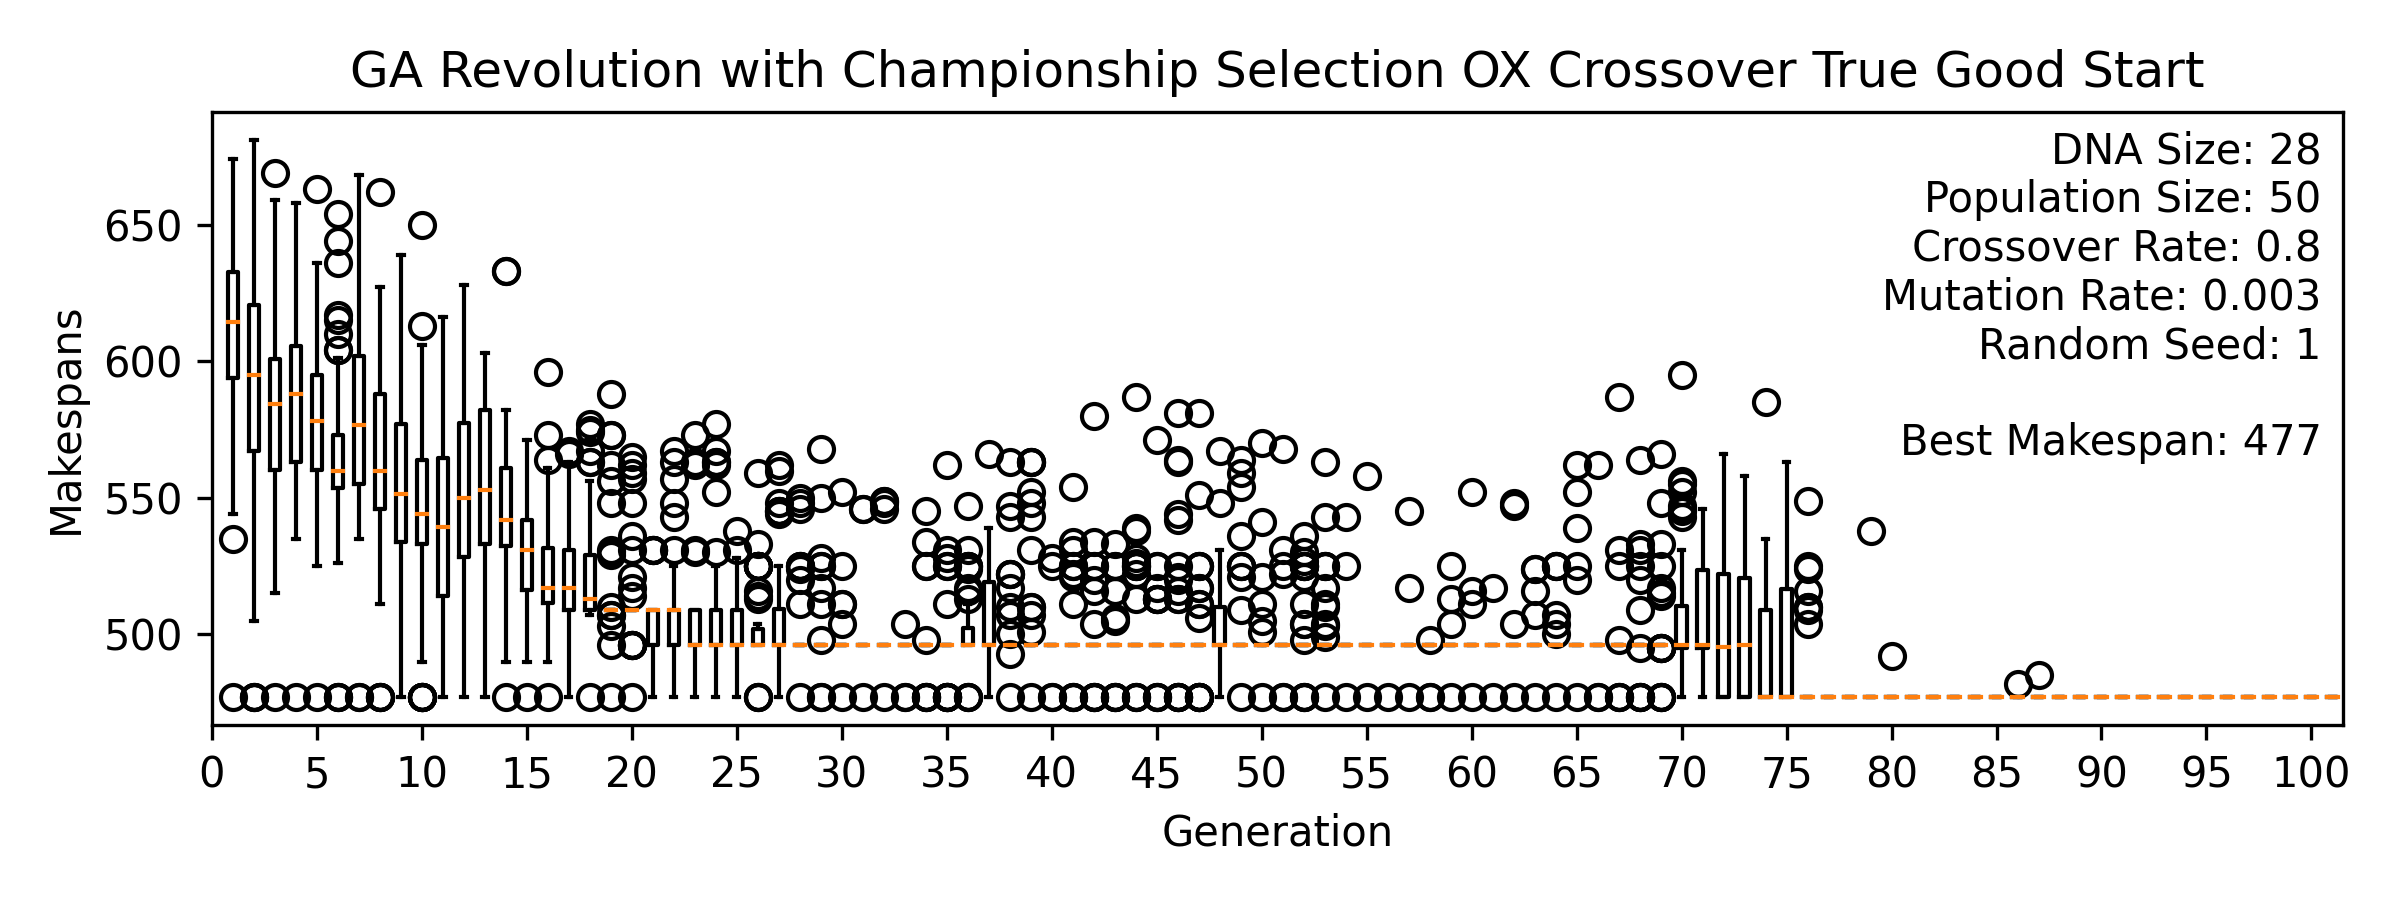 GA Revolution with Championship Selection OX Crossover True Good Start
DNA Size: 28
Population Size: 50
Crossover Rate: 0.8
Mutation Rate: 0.003
Random Seed: 1
Best Makespan: 477
Makespans
650
600
550
500
0 5 10 15 20 25 30 35 40 45 50 55 60 65 70 75 80 85 90 95 100
Generation